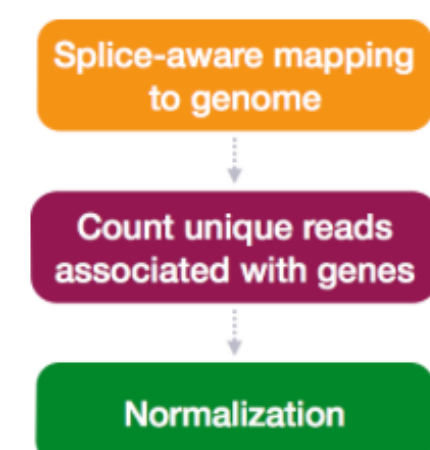 Splice-aware mapping
to genome
Count unique reads
associated with genes
Normalization